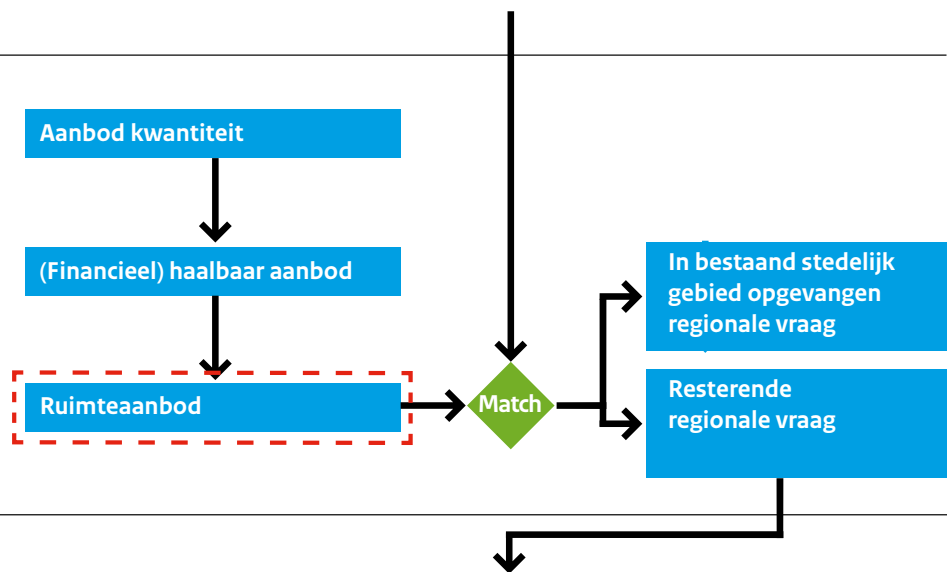 Aanbod kwantiteit
(Financieel) haalbaar aanbod
Ruimteaanbod
Match
In bestaand stedelijk
gebied opgevangen
regionale vraag
Resterende
regionale vraag